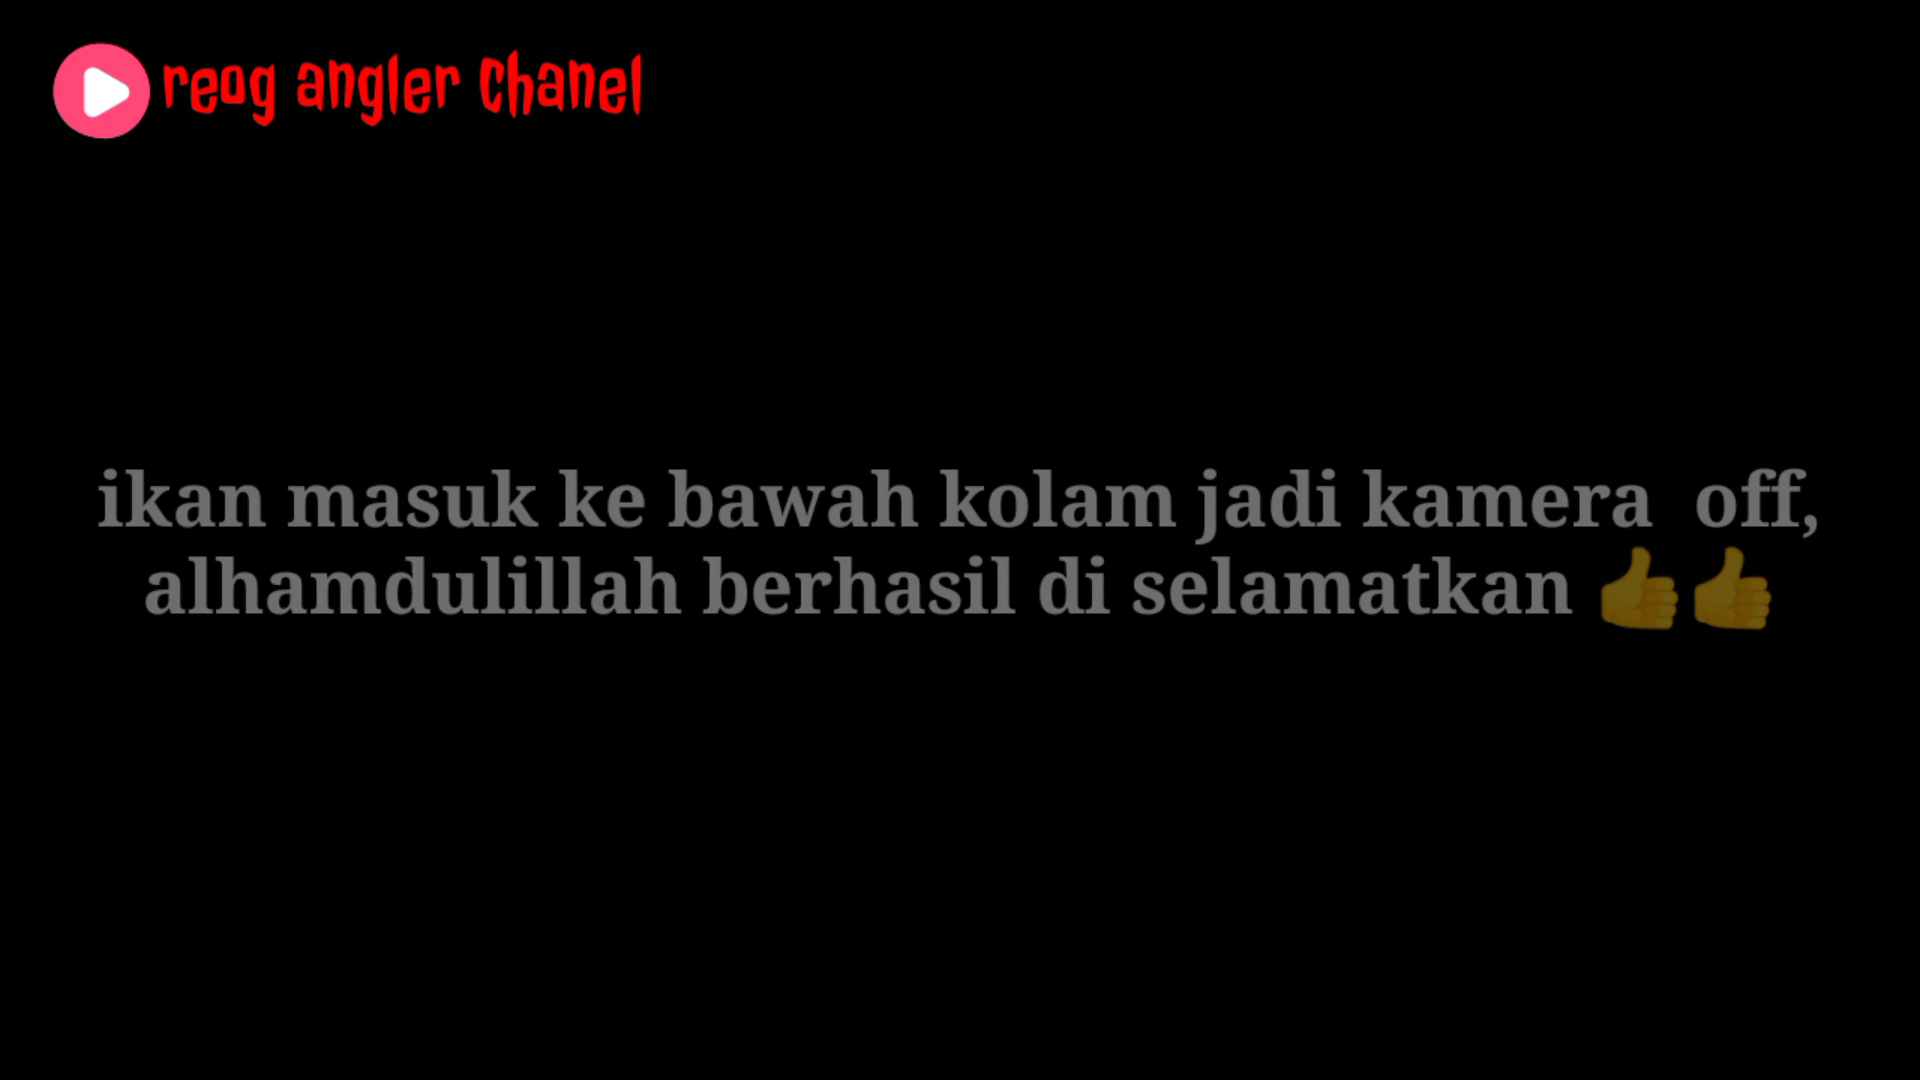 reog angler Chanel
ikan masuk ke bawah kolam jadi kamera  off,
alhamdulillah berhasil di selamatkan 👍👍